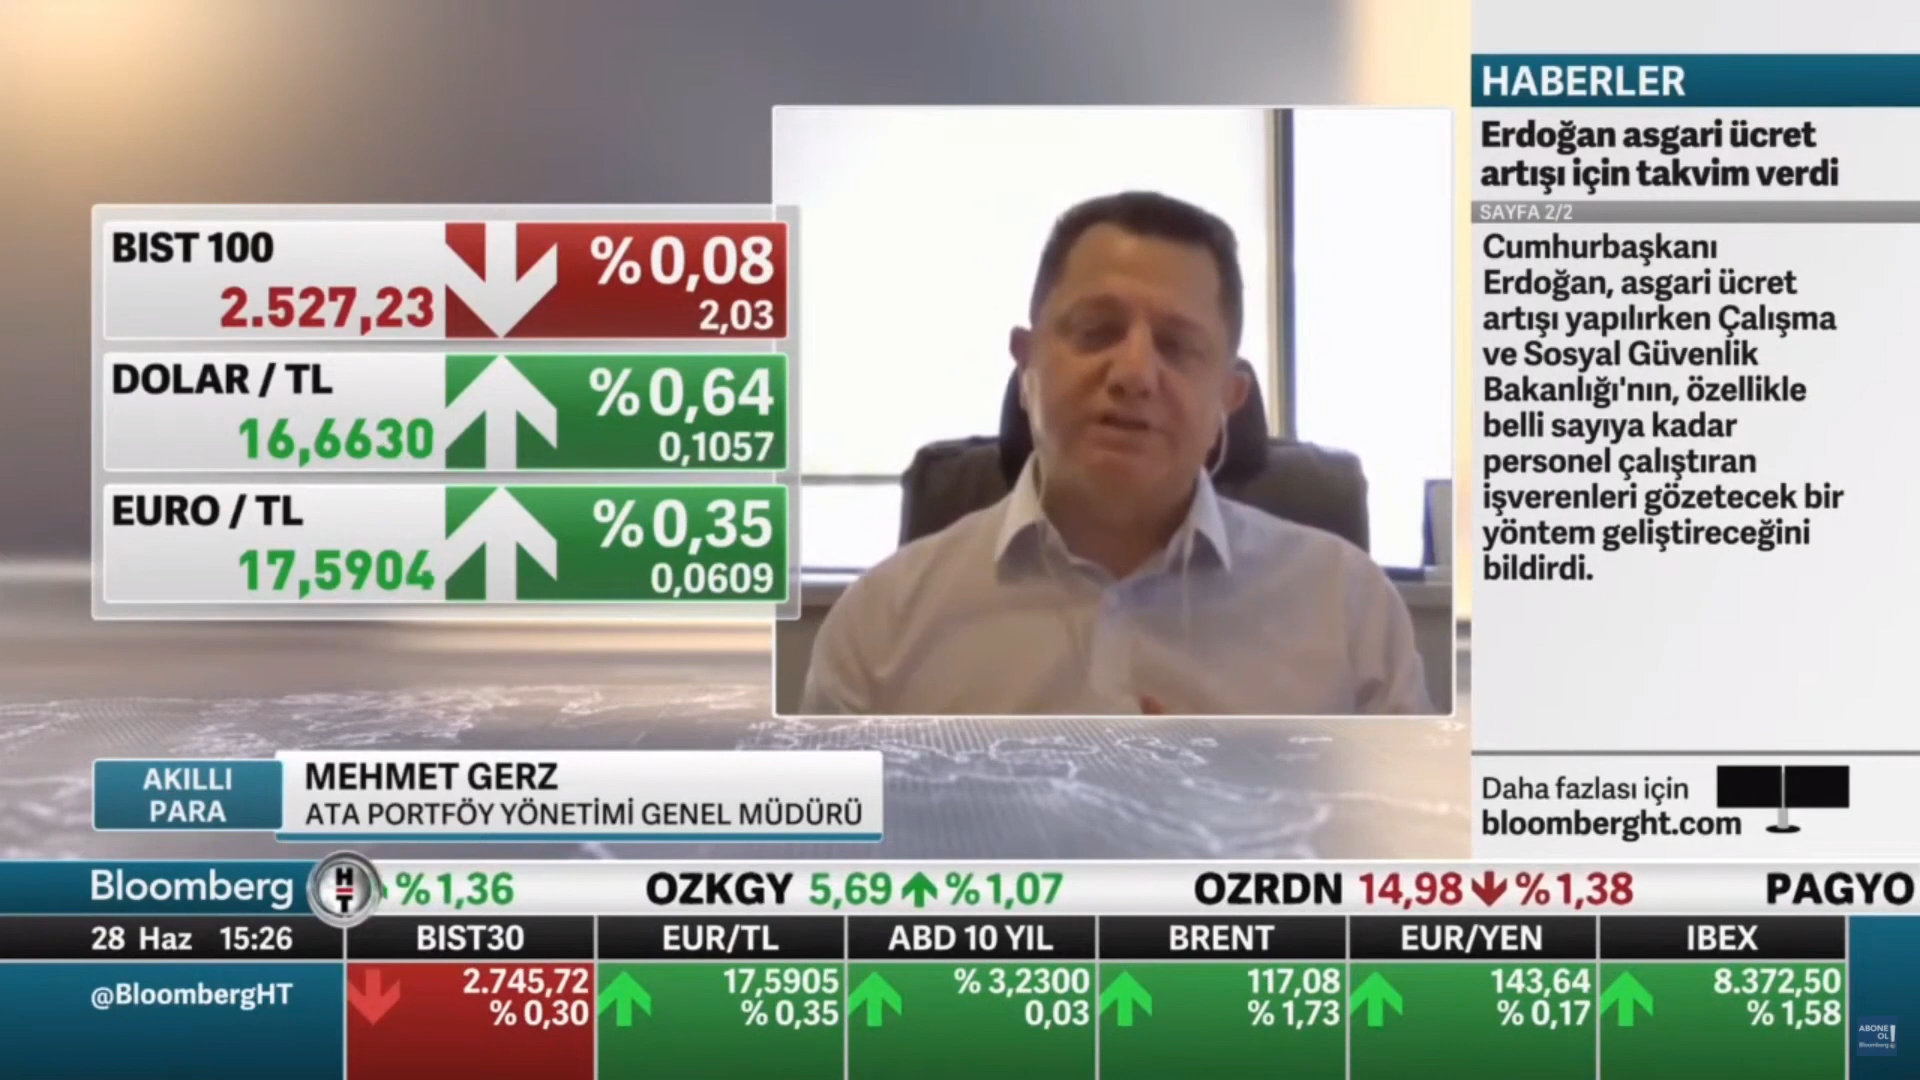 HABERLER
Erdoğan asgari ücret
artışı için takvim verdi
SAYFA 2/2
Cumhurbaşkanı
Erdoğan, asgari ücret
artışı yapılırken Çalışma
ve Sosyal Güvenlik
Bakanlığı'nın, özellikle
belli sayıya kadar
personel çalıştıran
işverenleri gözetecek bir
yöntem geliştireceğini
bildirdi.
Daha fazlası için
bloomberght.com
BIST 100
2.527,23
%0,08
2,03
DOLAR / TL
16,6630
%0,64
0,1057
EURO / TL
17,5904
%0,35
0,0609
AKILLI
PARA
MEHMET GERZ
ATA PORTFÖY YÖNETİMİ GENEL MÜDÜRÜ
Bloomberg HT %1,36 OZKGY 5,69 %1,07 OZRDN 14,98 %1,38 PAGYO
28 Haz 15:26 BIST30 EUR/TL ABD 10 YIL BRENT EUR/YEN IBEX
@BloombergHT
2.745,72 17,5905 % 3,2300 117,08 143,64 8.372,50
% 0,30 % 0,35 0,03 % 1,73 % 0,17 % 1,58
ABONE
OL!
Bloomberg HT